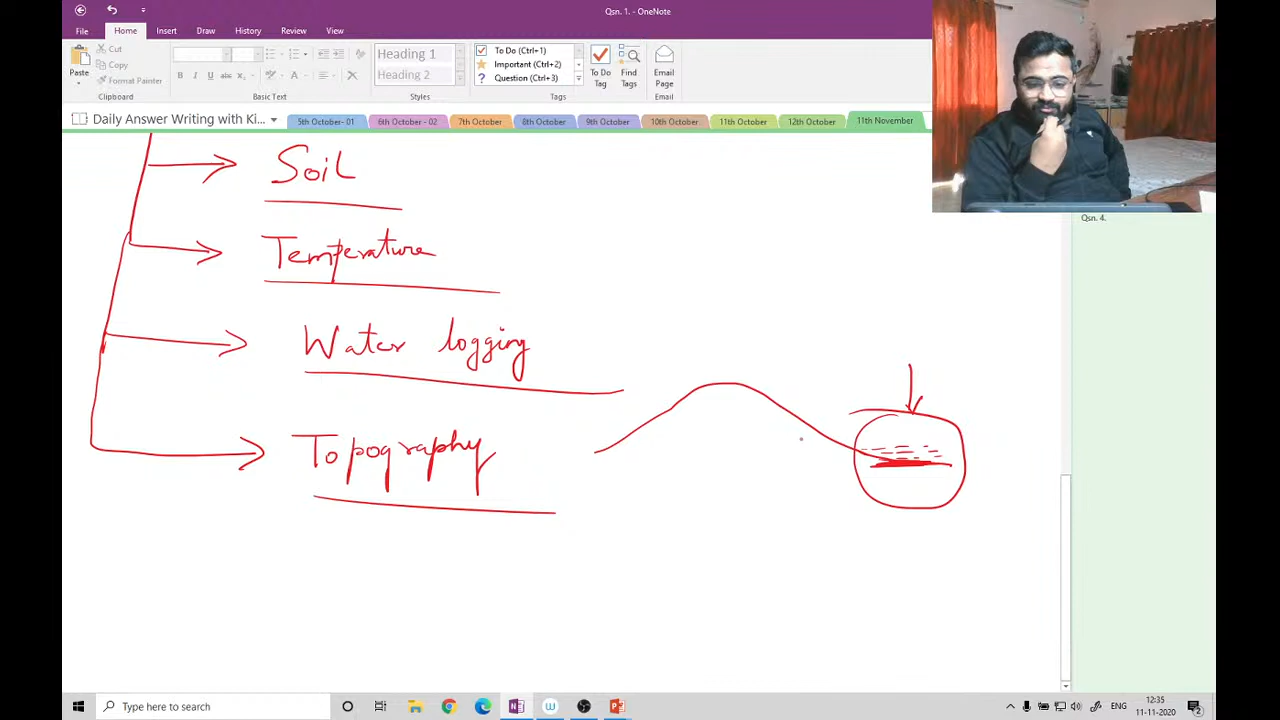 Qsn. 1. - OneNote
File Home Insert Draw History Review View
Cut
Copy
Format Painter
Paste
Clipboard
B I U abc
Basic Text
Heading 1
Heading 2
Styles
To Do (Ctrl+1)
Important (Ctrl+2)
Question (Ctrl+3)
Tags
To Do Tag
Find Tags
Email Page
Email
Daily Answer Writing with Ki...
5th October- 01 6th October - 02 7th October 8th October 9th October 10th October 11th October 12th October 11th November
Qsn. 4.
Soil
Temperature
Water logging
Topography
Type here to search
12:35
11-11-2020